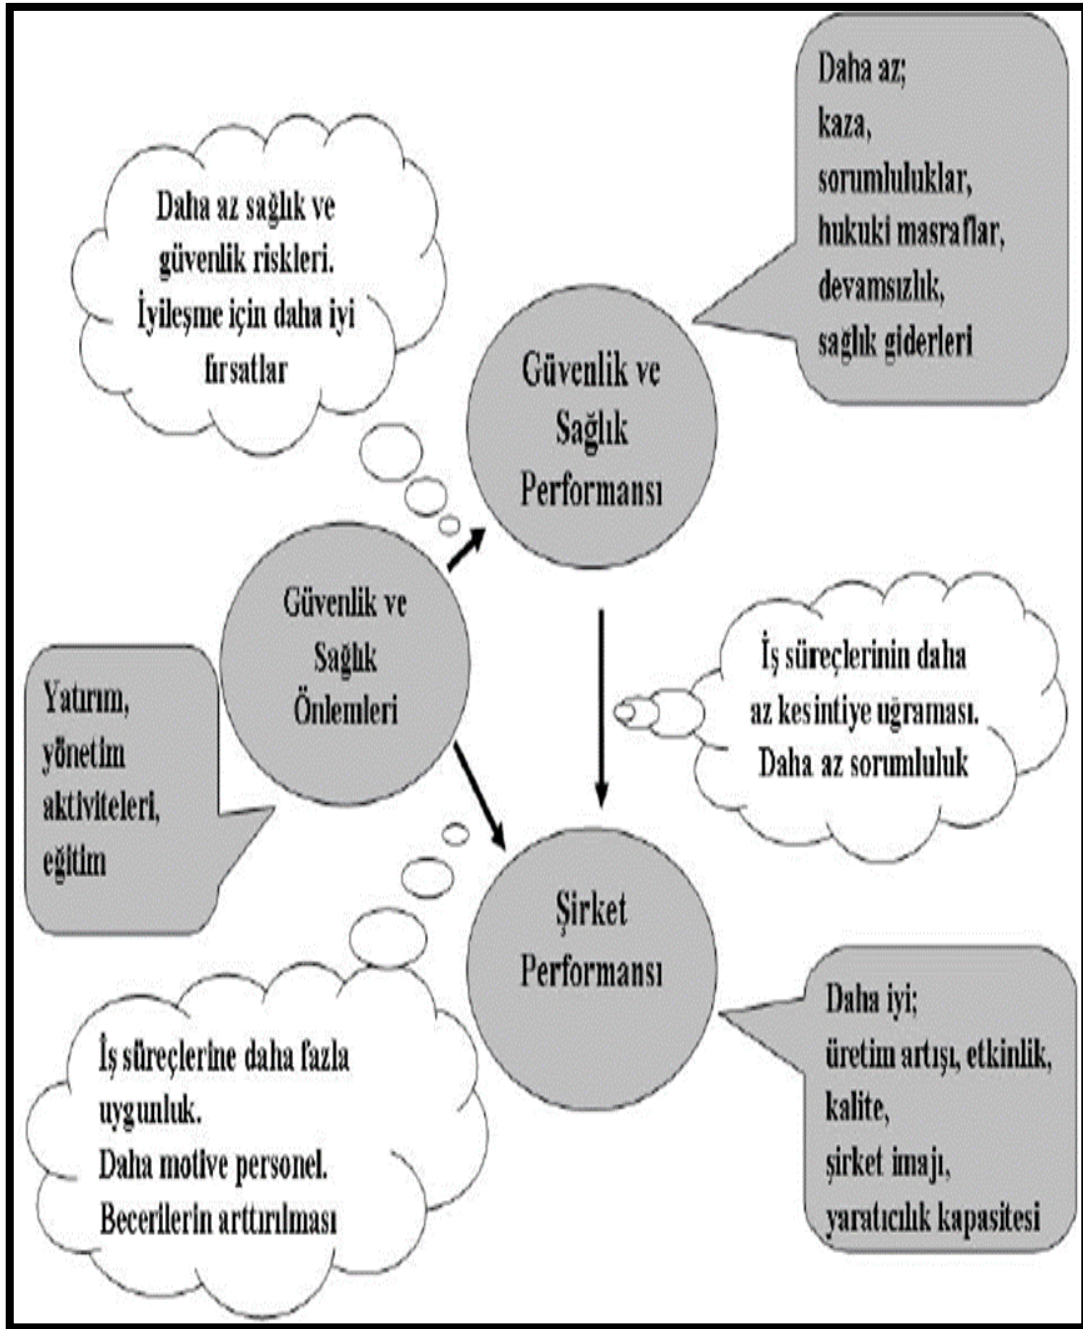 Daha az;
kaza,
sorumluluklar,
hukuki masraflar,
devamsızlık,
sağlık giderleri
Daha az sağlık ve
güvenlik riskleri.
İyileşme için daha iyi
fırsatlar
Güvenlik ve
Sağlık
Performansı
Güvenlik ve
Sağlık
Önlemleri
Yatırım,
yönetim
aktiviteleri,
eğitim
İş süreçlerinin daha
az kesintiye uğraması.
Daha az sorumluluk
Şirket
Performansı
Daha iyi;
üretim artışı, etkinlik,
kalite,
şirket imajı,
yaratıcılık kapasitesi
İş süreçlerine daha fazla
uygunluk.
Daha motive personel.
Becerilerin arttırılması